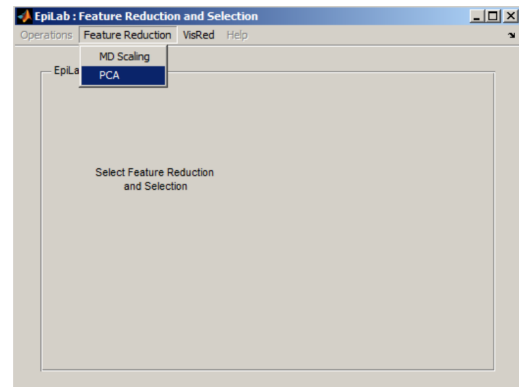 EpiLab : Feature Reduction and Selection
Operations Feature Reduction VisRed Help
MD Scaling
EpiLa
PCA
Select Feature Reduction
and Selection